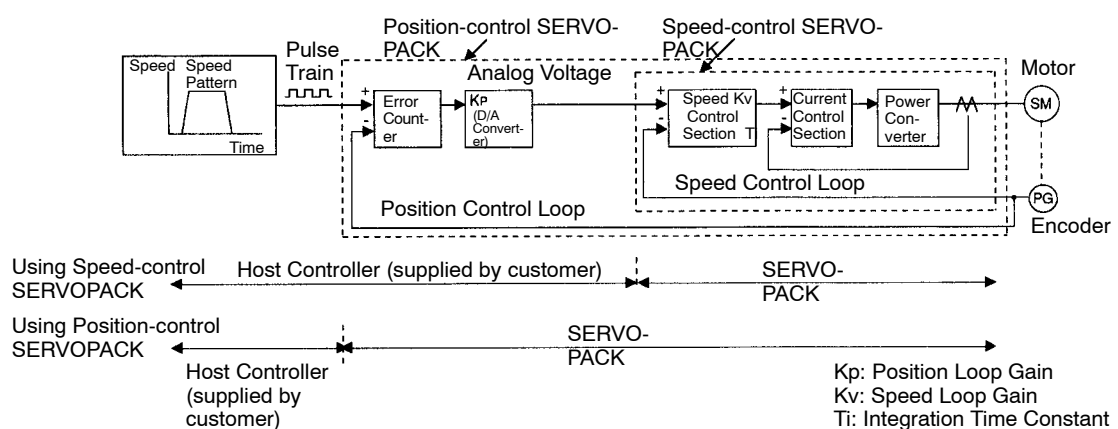 Position-control SERVO-
PACK
Speed-control SERVO-
PACK
Pulse
Train
Analog Voltage
Motor
Speed
Speed
Pattern
Time
+
-
Error
Count-
er
KP
(D/A
Convert-
er)
+
-
Speed Kv
Control
Section T
+
-
Current
Control
Section
Power
Con-
verter
SM
Speed Control Loop
Position Control Loop
PG
Encoder
Using Speed-control
SERVOPACK
Host Controller (supplied by customer)
SERVO-
PACK
Using Position-control
SERVOPACK
SERVO-
PACK
Host Controller
(supplied by
customer)
Kp: Position Loop Gain
Kv: Speed Loop Gain
Ti: Integration Time Constant